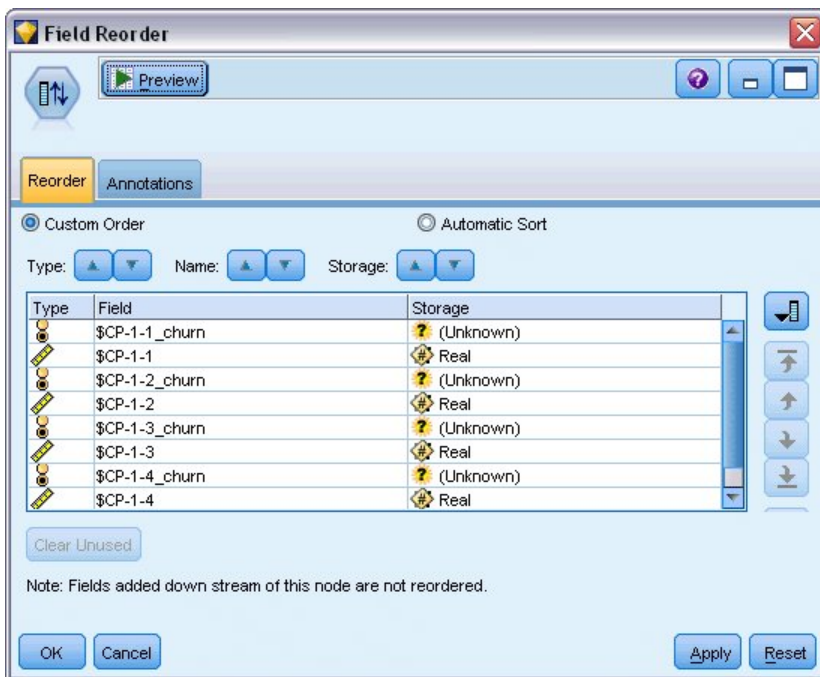 Field Reorder
Preview
Reorder Annotations
Custom Order Automatic Sort
Type: Name: Storage:
Type Field Storage
$CP-1-1_churn (Unknown)
$CP-1-1 Real
$CP-1-2_churn (Unknown)
$CP-1-2 Real
$CP-1-3_churn (Unknown)
$CP-1-3 Real
$CP-1-4_churn (Unknown)
$CP-1-4 Real
Clear Unused
Note: Fields added down stream of this node are not reordered.
OK Cancel Apply Reset